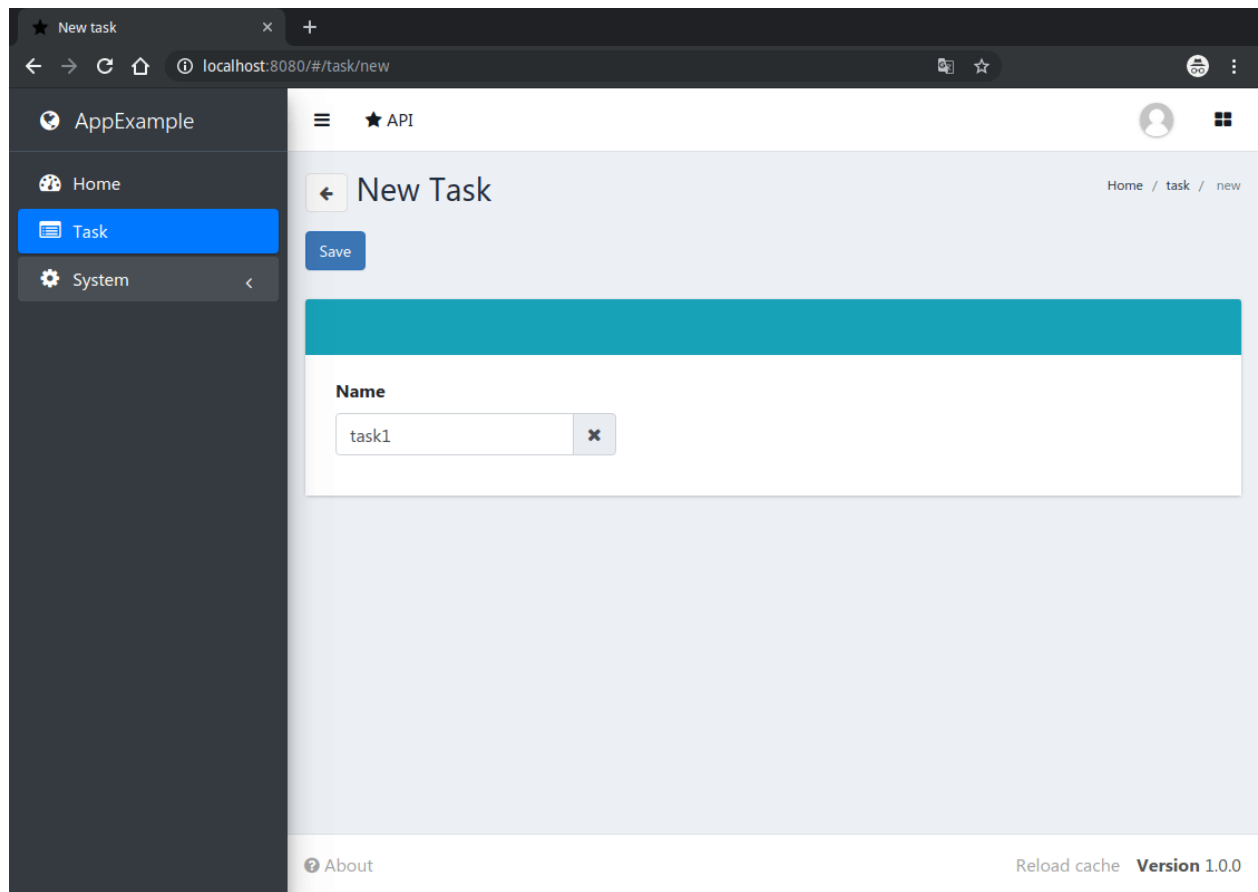 New task
localhost:8080/#/task/new
AppExample
API
Home
Task
System
New Task
Home / task / new
Save
Name
task1
About
Reload cache Version 1.0.0